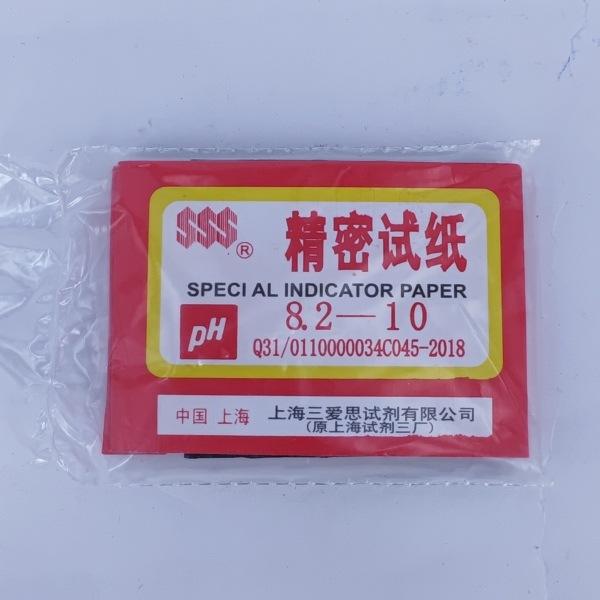 SSS®
精密试纸
SPECI AL INDICATOR PAPER
pH
8.2—10
Q31/0110000034C045-2018
中国 上海
上海三爱思试剂有限公司
(原上海试剂三厂)